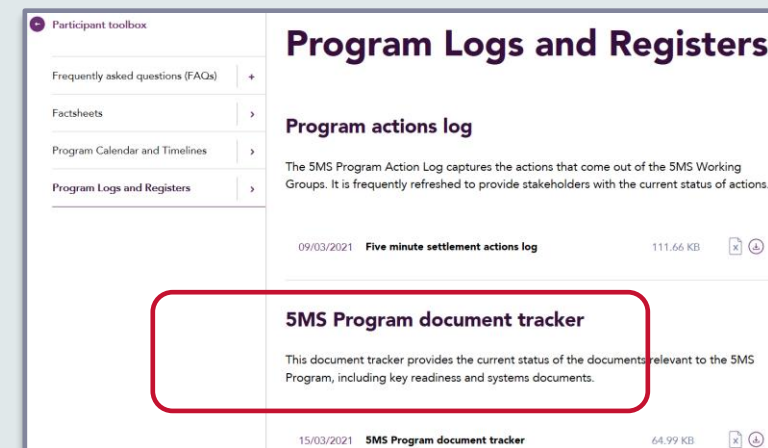 Participant toolbox
Program Logs and Registers
Frequently asked questions (FAQs) +
Factsheets
Program Calendar and Timelines
Program Logs and Registers
Program actions log
The 5MS Program Action Log captures the actions that come out of the 5MS Working
Groups. It is frequently refreshed to provide stakeholders with the current status of actions.
09/03/2021 Five minute settlement actions log 111.66 KB
5MS Program document tracker
This document tracker provides the current status of the documents relevant to the 5MS
Program, including key readiness and systems documents.
15/03/2021 5MS Program document tracker 64.99 KB